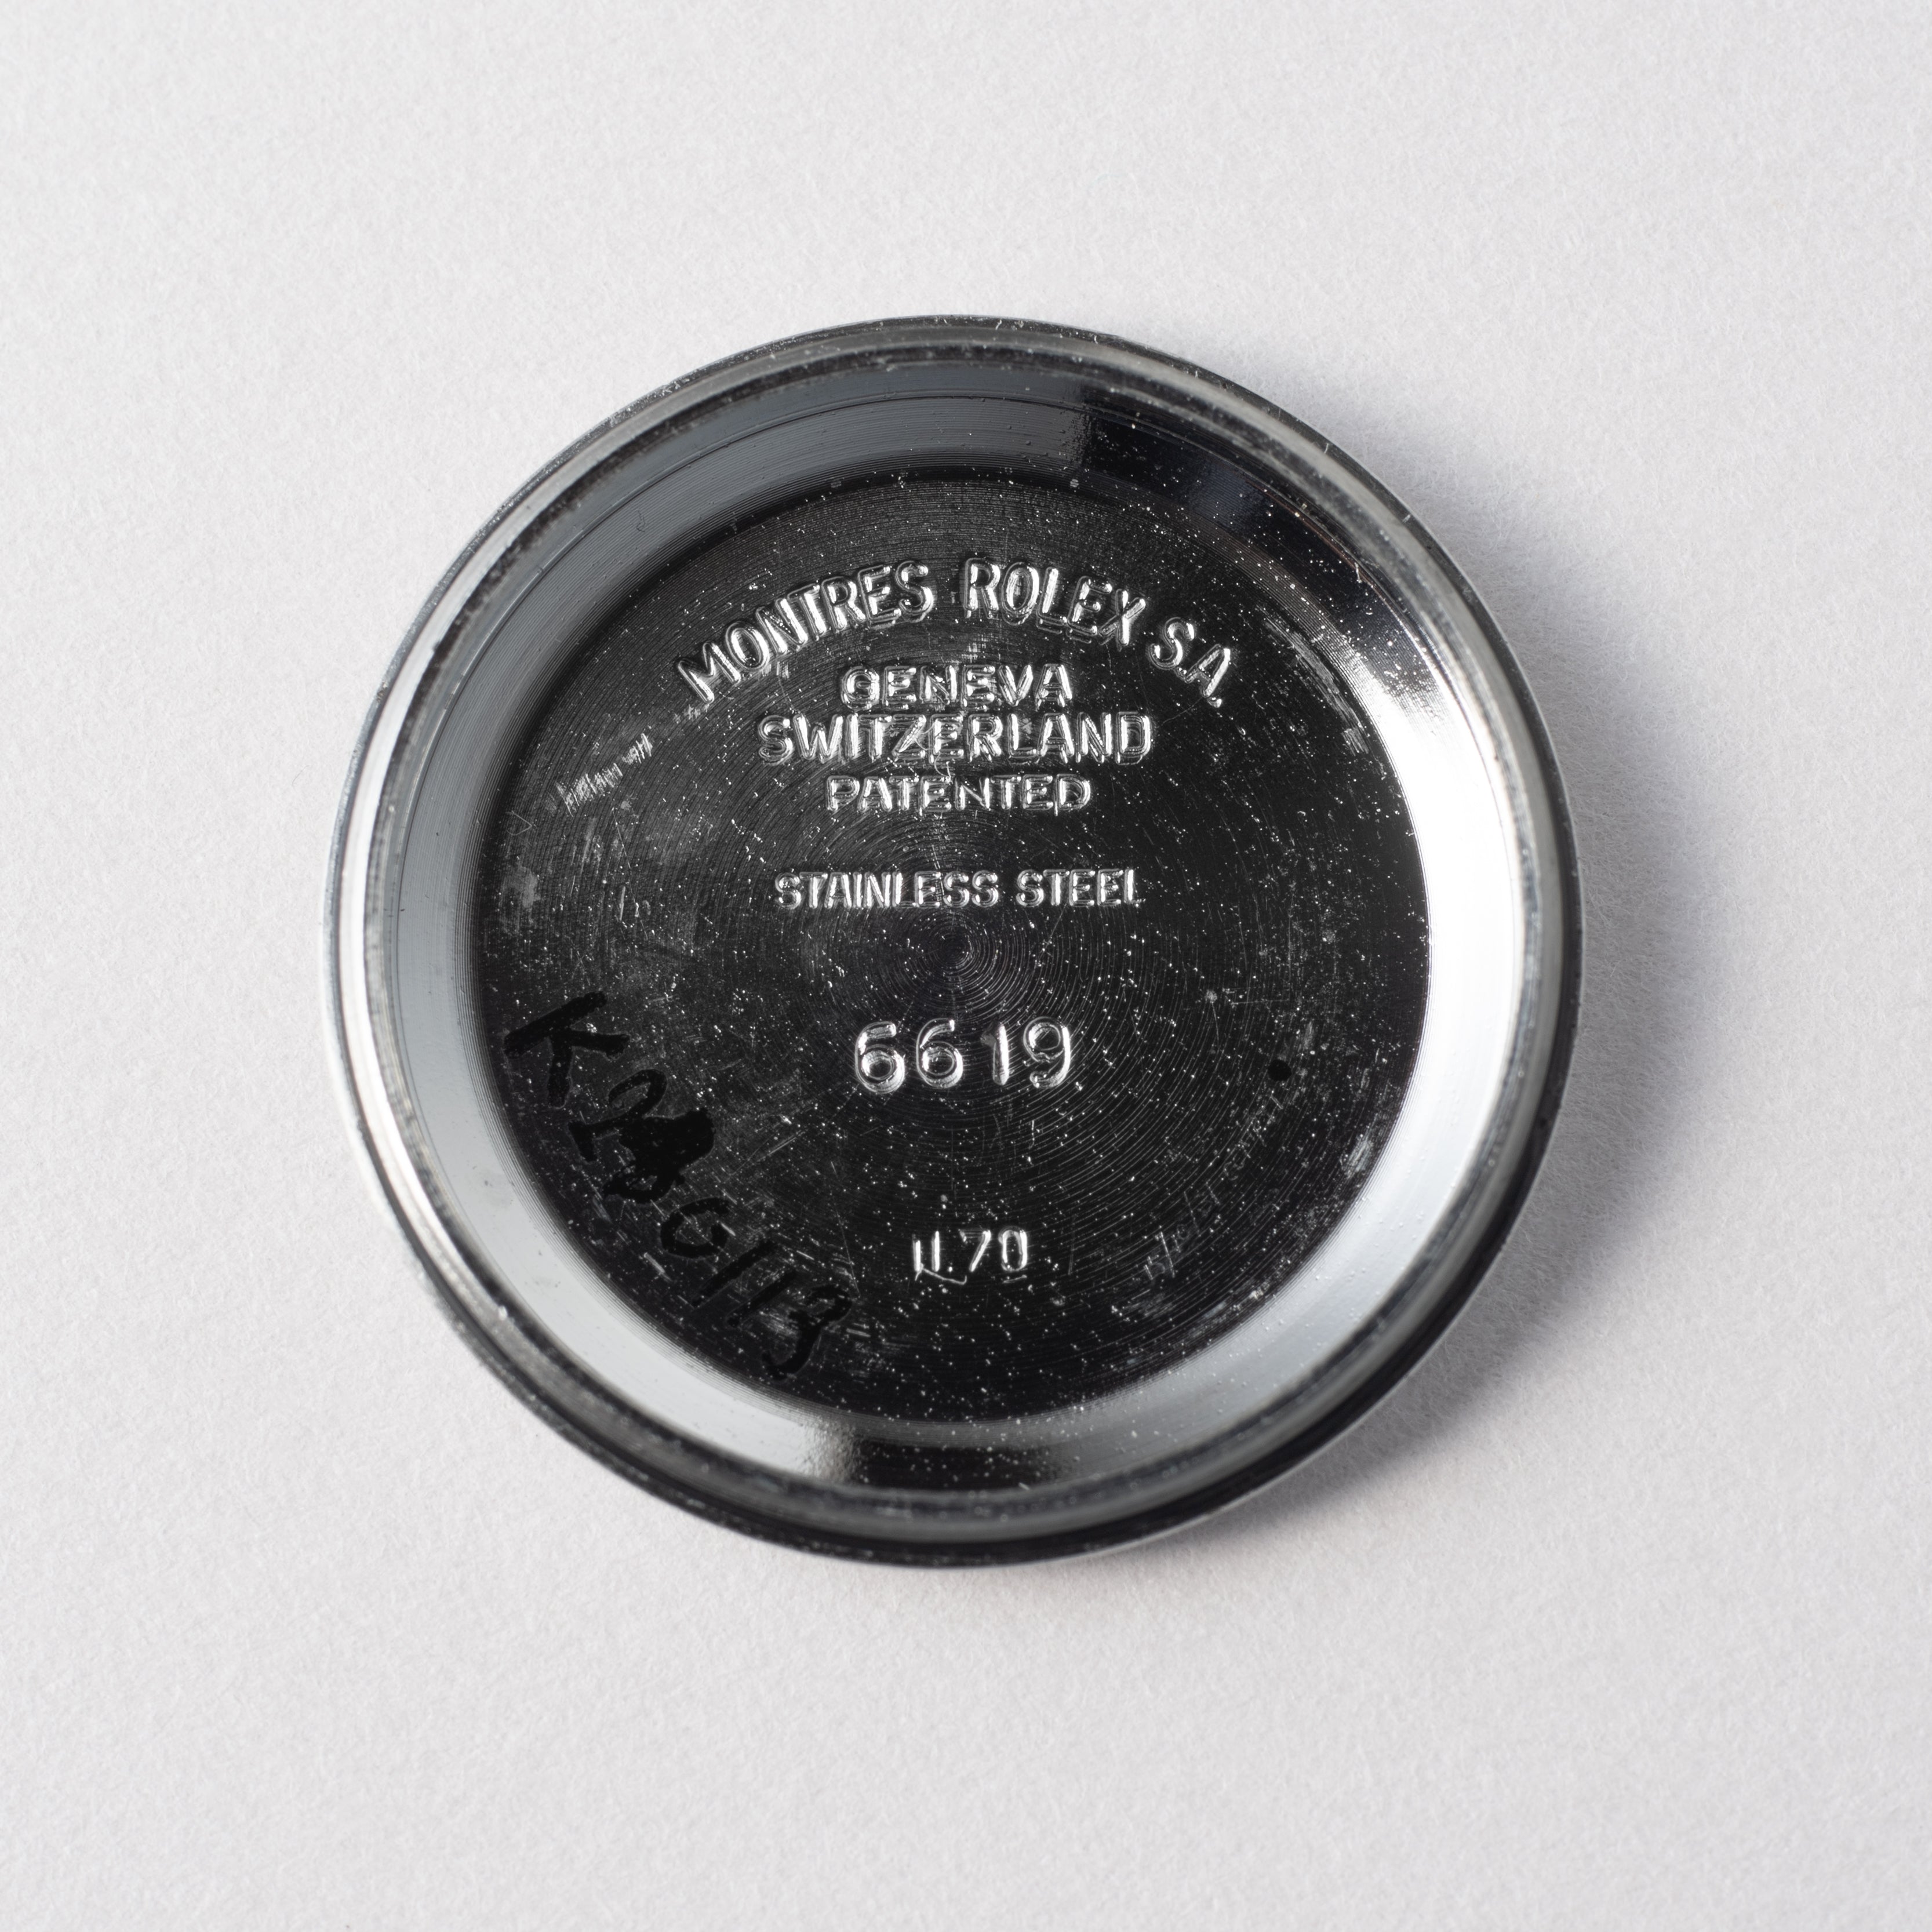 MONTRES ROLEX S.A.
GENEVA
SWITZERLAND
PATENTED
STAINLESS STEEL
6619
II.70